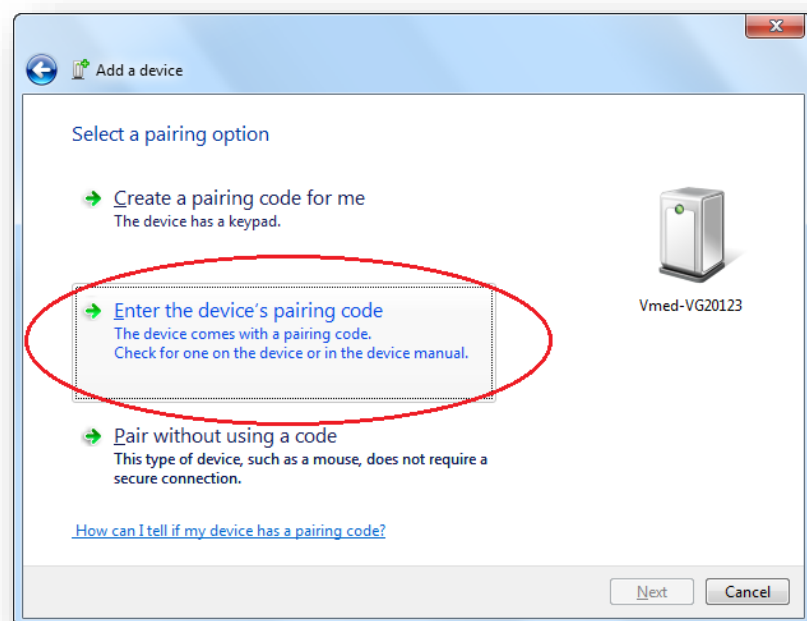 Add a device
Select a pairing option
Create a pairing code for me
The device has a keypad.
Enter the device's pairing code
The device comes with a pairing code.
Check for one on the device or in the device manual.
Vmed-VG20123
Pair without using a code
This type of device, such as a mouse, does not require a
secure connection.
How can I tell if my device has a pairing code?
Next
Cancel